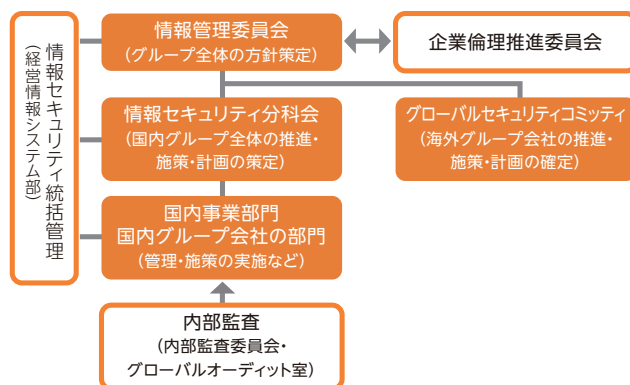 情報セキュリティ統括管理
（経営情報システム部）
情報管理委員会
(グループ全体の方針策定)
企業倫理推進委員会
情報セキュリティ分科会
(国内グループ全体の推進・
施策・計画の策定)
グローバルセキュリティコミッティ
(海外グループ会社の推進・
施策・計画の確定)
国内事業部門
国内グループ会社の部門
(管理・施策の実施など)
内部監査
(内部監査委員会・
グローバルオーディット室)